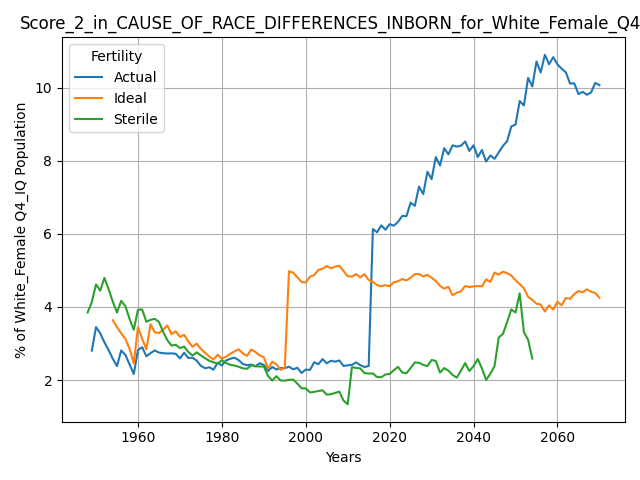 Score_2_in_CAUSE_OF_RACE_DIFFERENCES_INBORN_for_White_Female_Q4
Fertility
Actual
Ideal
Sterile
% of White_Female Q4_IQ Population
10
8
6
4
2
1960 1980 2000 2020 2040 2060
Years